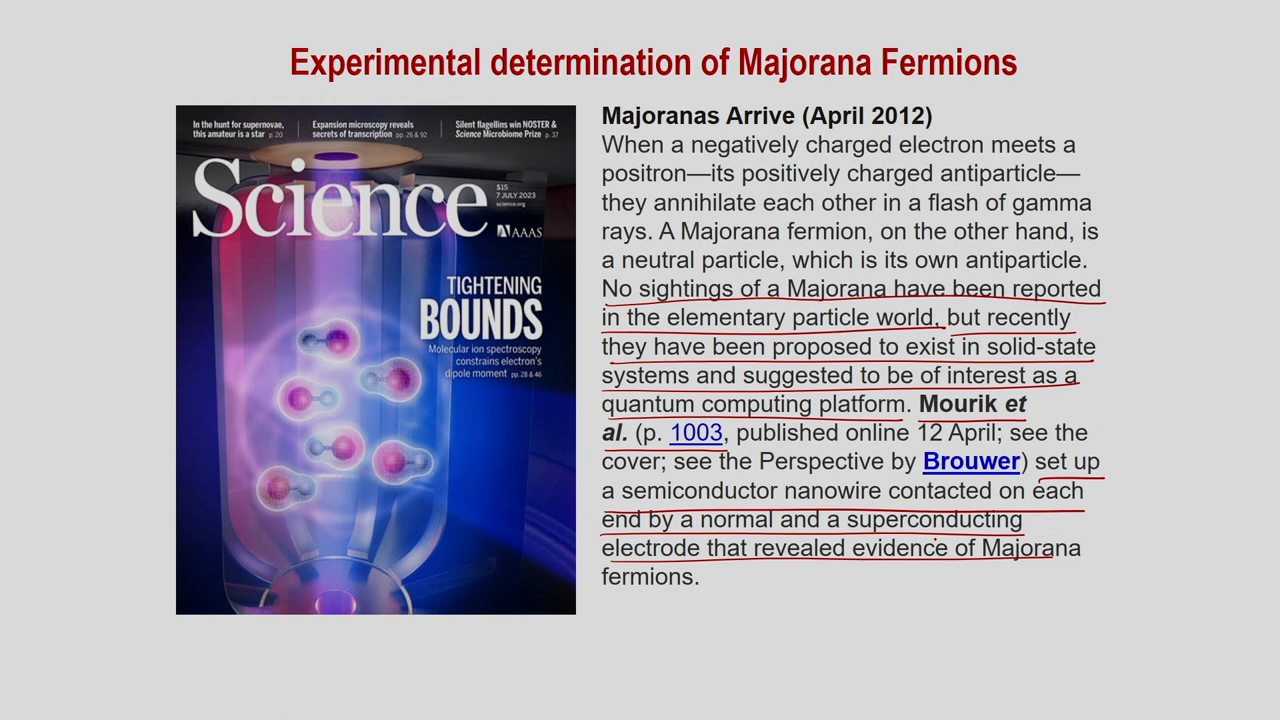 Experimental determination of Majorana Fermions
In the hunt for supernovae,
this amateur is a star p.20
Expansion microscopy reveals
secrets of transcription pp. 26 & 92
Silent flagellins win NOSTER &
Science Microbiome Prize p. 37
Science
$15
7 JULY 2023
science.org
AAAS
TIGHTENING
BOUNDS
Molecular ion spectroscopy
constrains electron's
dipole moment pp. 28 & 46
Majoranas Arrive (April 2012)
When a negatively charged electron meets a
positron—its positively charged antiparticle—
they annihilate each other in a flash of gamma
rays. A Majorana fermion, on the other hand, is
a neutral particle, which is its own antiparticle.
No sightings of a Majorana have been reported
in the elementary particle world, but recently
they have been proposed to exist in solid-state
systems and suggested to be of interest as a
quantum computing platform. Mourik et
al. (p. 1003, published online 12 April; see the
cover; see the Perspective by Brouwer) set up
a semiconductor nanowire contacted on each
end by a normal and a superconducting
electrode that revealed evidence of Majorana
fermions.